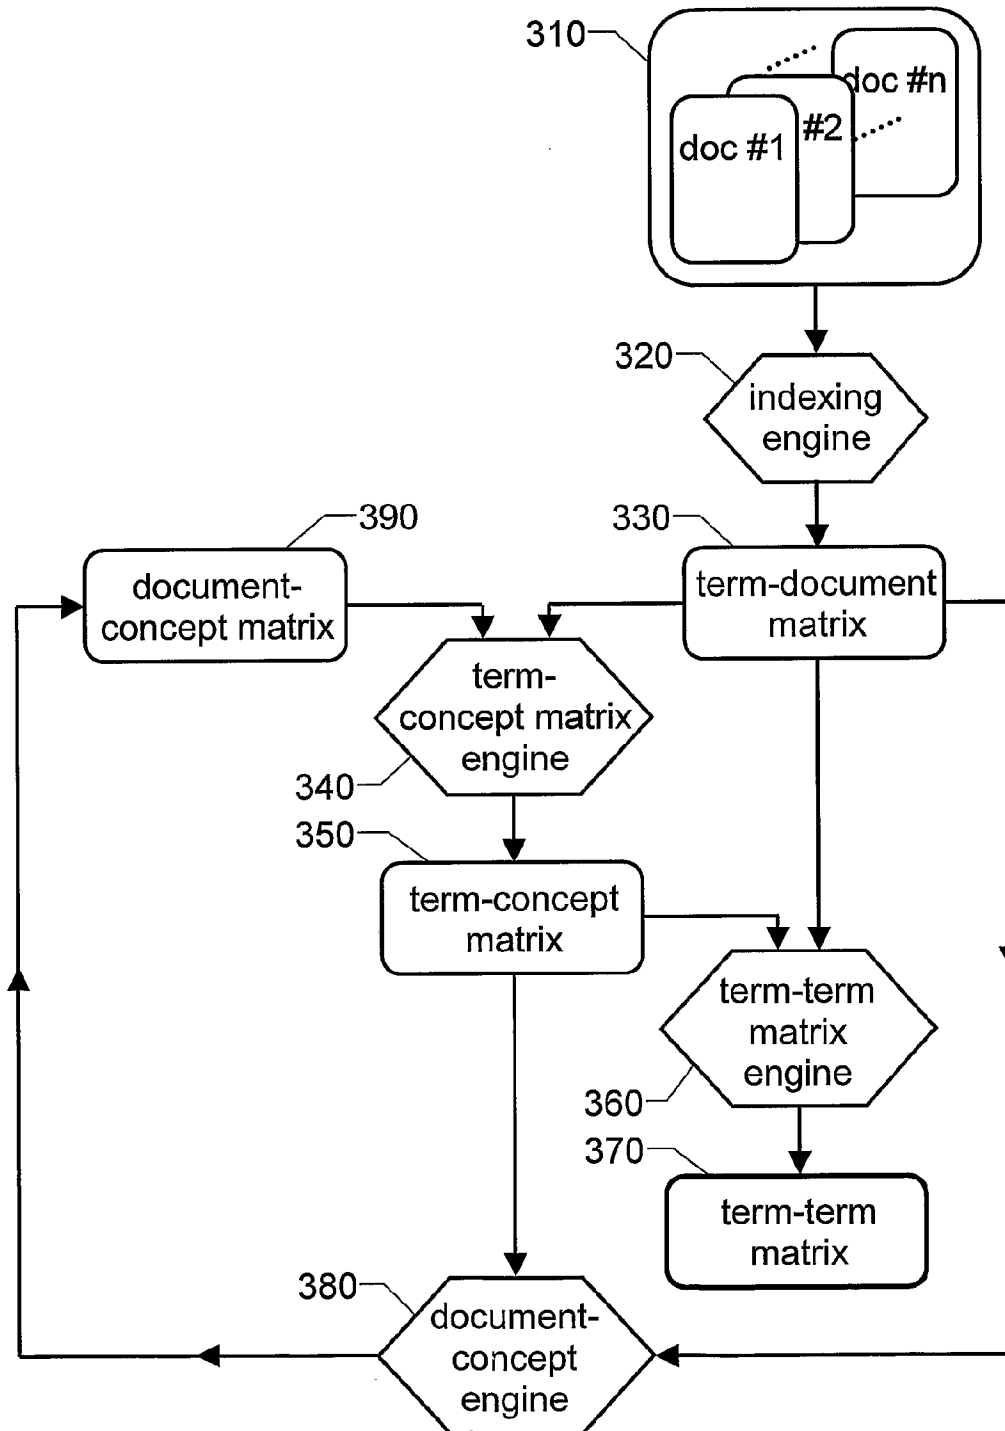 310
doc #n
#2
doc #1
320
indexing
engine
390
330
document-
concept matrix
term-document
matrix
term-
concept matrix
engine
340
350
term-concept
matrix
term-term
matrix
engine
360
370
term-term
matrix
380
document-
concept
engine